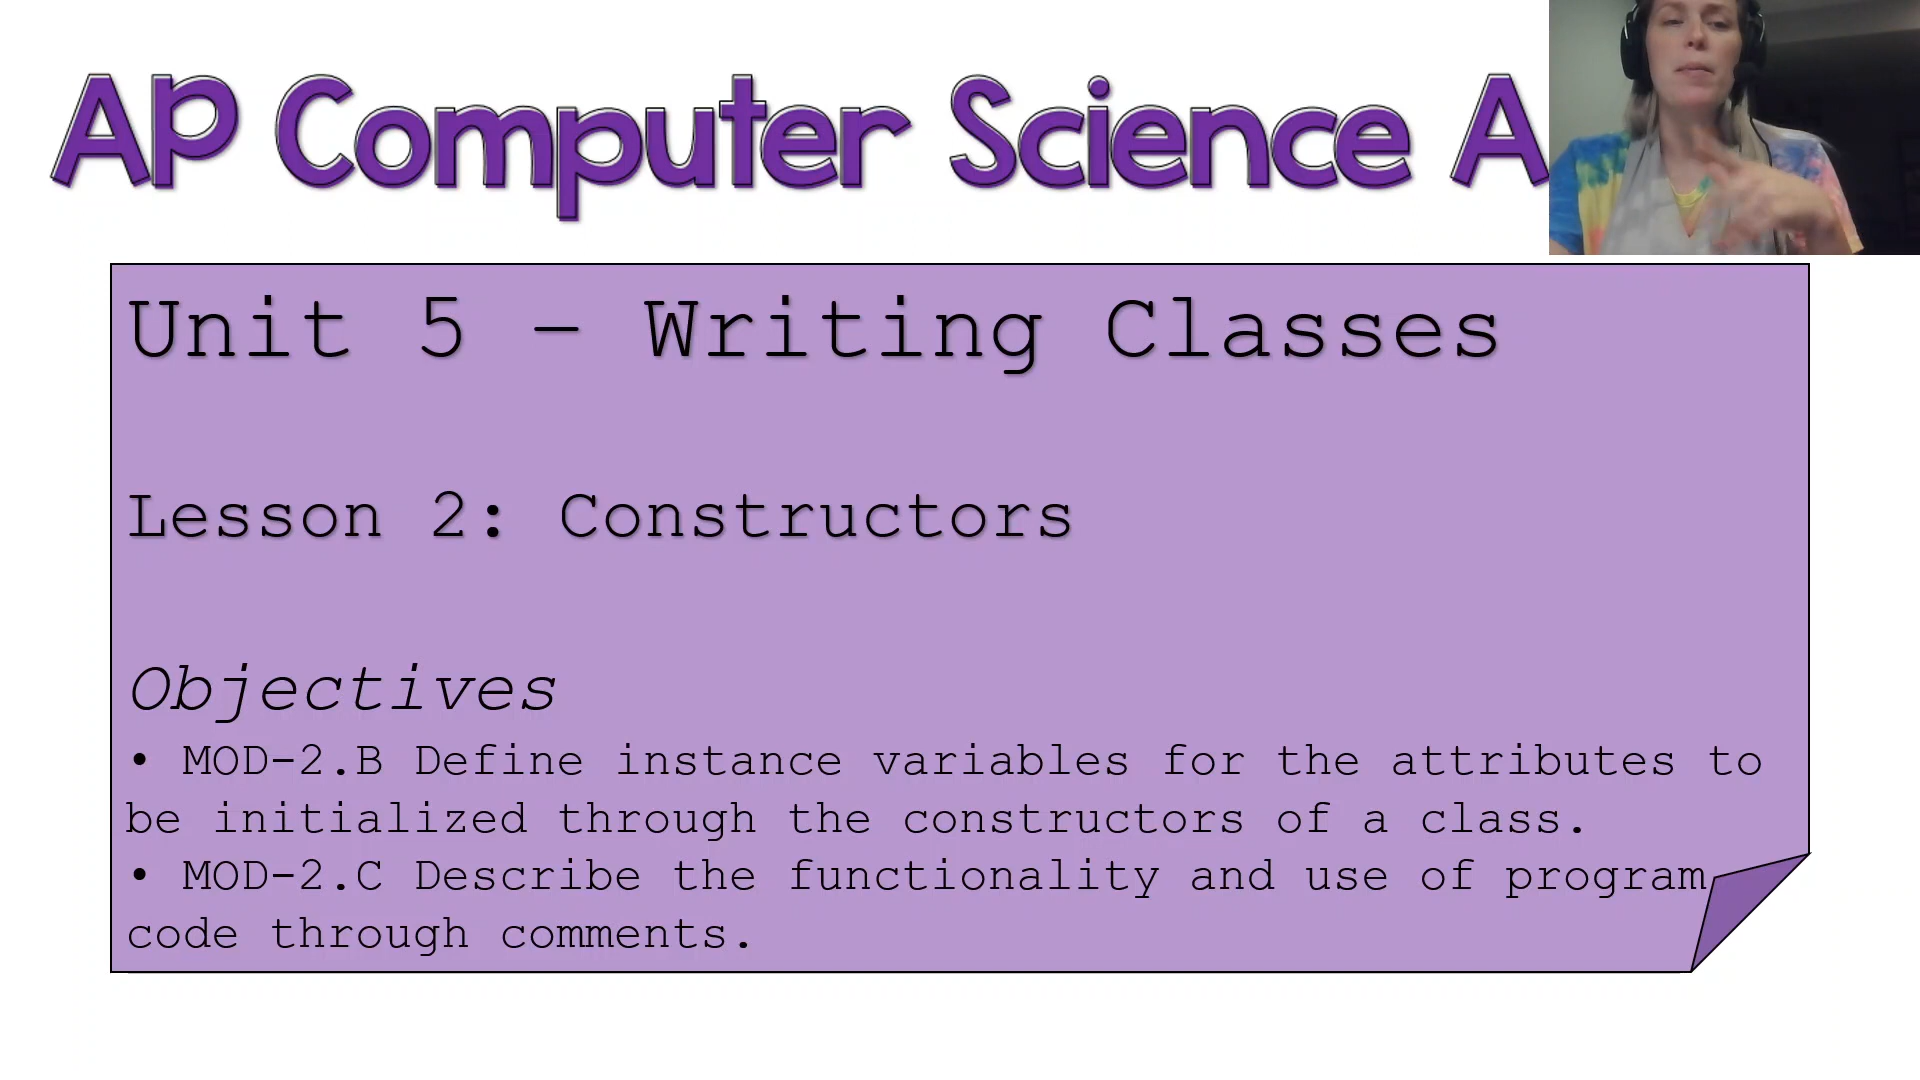 Ap Computer Science A
Unit 5 – Writing Classes
Lesson 2: Constructors
Objectives
• MOD-2.B Define instance variables for the attributes to
be initialized through the constructors of a class.
• MOD-2.C Describe the functionality and use of program
code through comments.